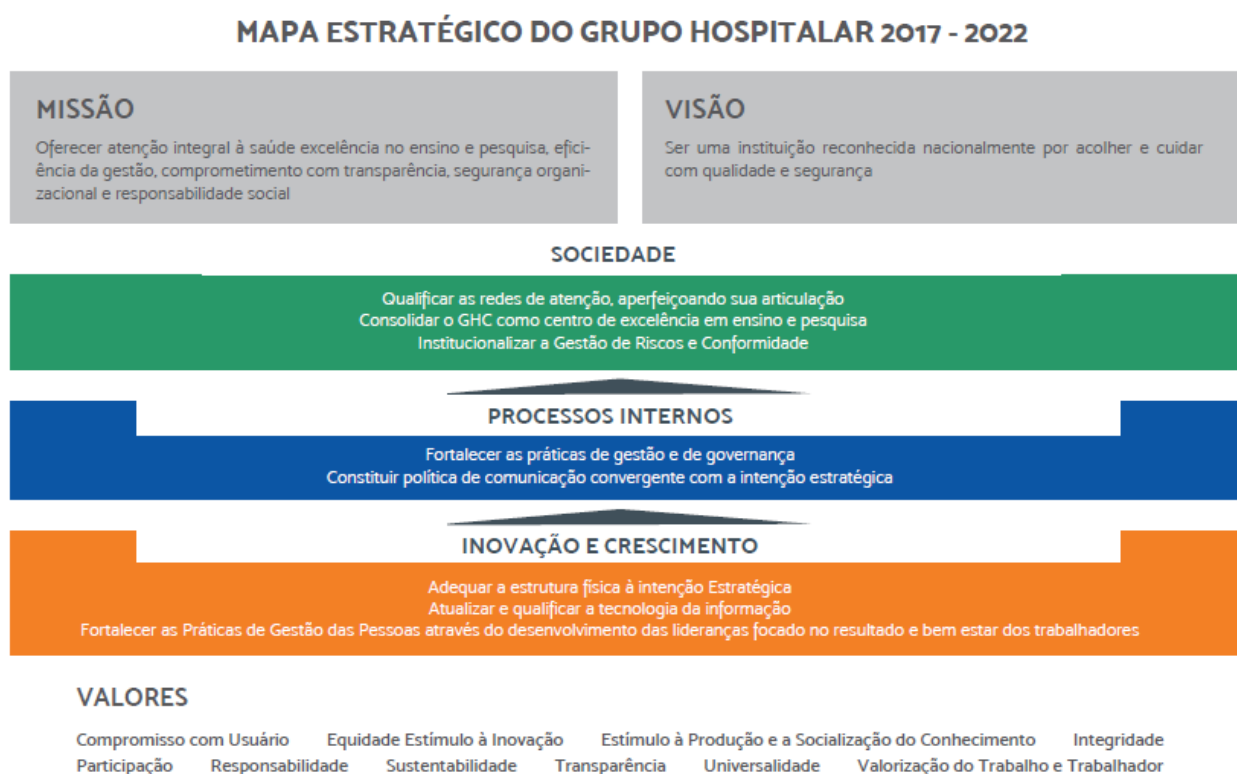 MAPA ESTRATÉGICO DO GRUPO HOSPITALAR 2017 - 2022
MISSÃO
Oferecer atenção integral à saúde excelência no ensino e pesquisa, efici-
ência da gestão, comprometimento com transparência, segurança organi-
zacional e responsabilidade social
VISÃO
Ser uma instituição reconhecida nacionalmente por acolher e cuidar
com qualidade e segurança
SOCIEDADE
Qualificar as redes de atenção, aperfeiçoando sua articulação
Consolidar o GHC como centro de excelência em ensino e pesquisa
Institucionalizar a Gestão de Riscos e Conformidade
PROCESSOS INTERNOS
Fortalecer as práticas de gestão e de governança
Constituir política de comunicação convergente com a intenção estratégica
INOVAÇÃO E CRESCIMENTO
Adequar a estrutura física à intenção Estratégica
Atualizar e qualificar a tecnologia da informação
Fortalecer as Práticas de Gestão das Pessoas através do desenvolvimento das lideranças focado no resultado e bem estar dos trabalhadores
VALORES
Compromisso com Usuário Equidade Estímulo à Inovação Estímulo à Produção e a Socialização do Conhecimento Integridade
Participação Responsabilidade Sustentabilidade Transparência Universalidade Valorização do Trabalho e Trabalhador